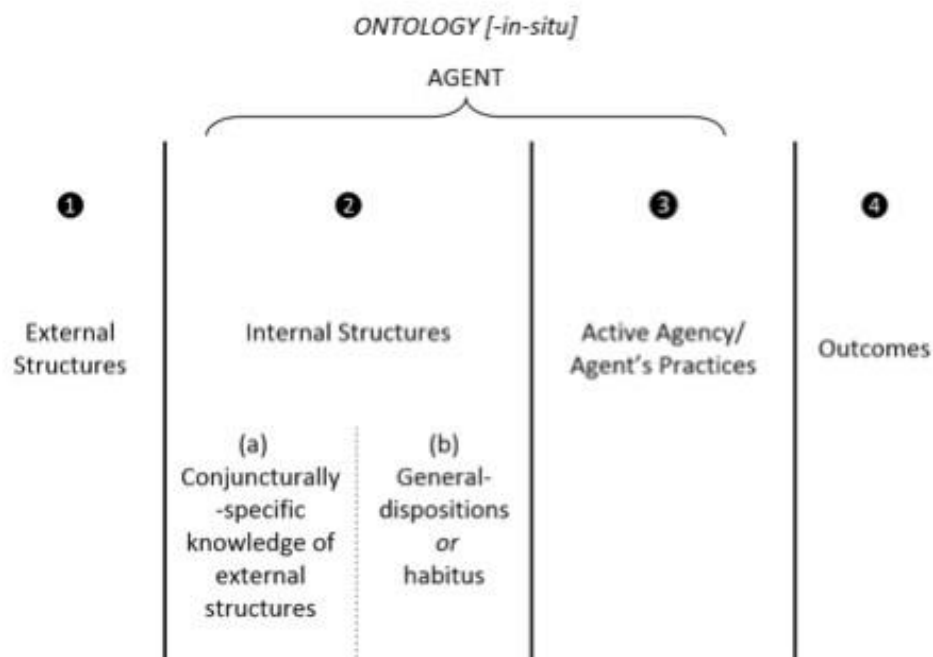 ONTOLOGY [-in-situ]
AGENT
❶
❷
❸
❹
External
Structures
Internal Structures
Active Agency/
Agent's Practices
Outcomes
(a)
Conjuncturally
-specific
knowledge of
external
structures
(b)
General-
dispositions
or
habitus